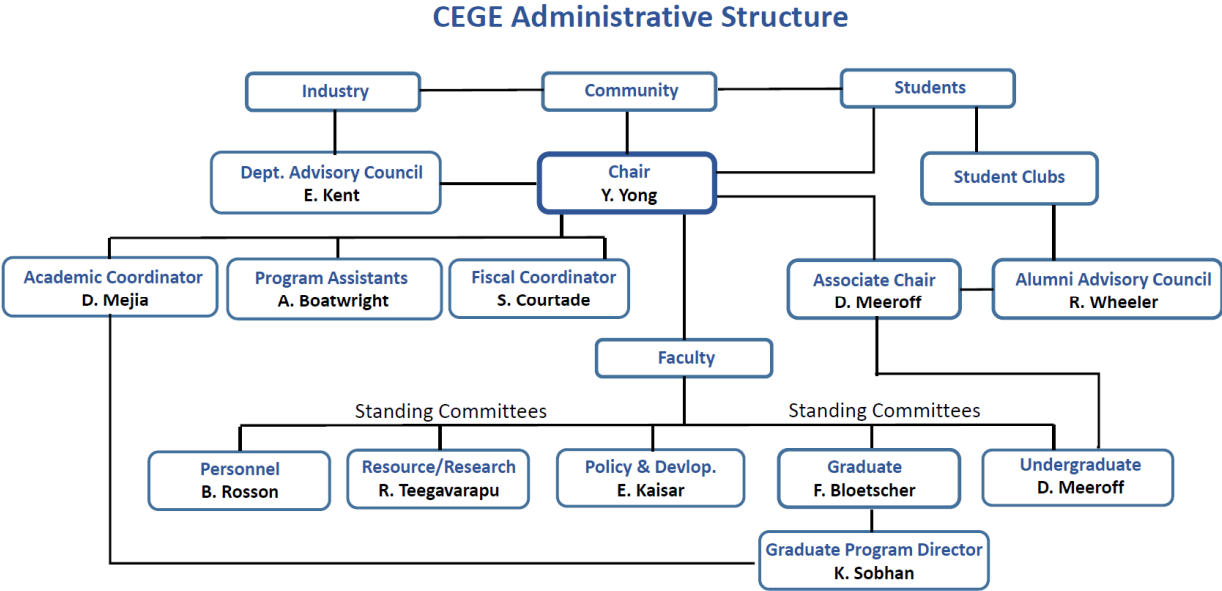 CEGE Administrative Structure
Industry
Community
Students
Dept. Advisory Council
E. Kent
Chair
Y. Yong
Student Clubs
Academic Coordinator
D. Mejia
Program Assistants
A. Boatwright
Fiscal Coordinator
S. Courtade
Associate Chair
D. Meeroff
Alumni Advisory Council
R. Wheeler
Faculty
Standing Committees
Standing Committees
Personnel
B. Rosson
Resource/Research
R. Teegavarapu
Policy & Devlop.
E. Kaisar
Graduate
F. Bloetscher
Undergraduate
D. Meeroff
Graduate Program Director
K. Sobhan